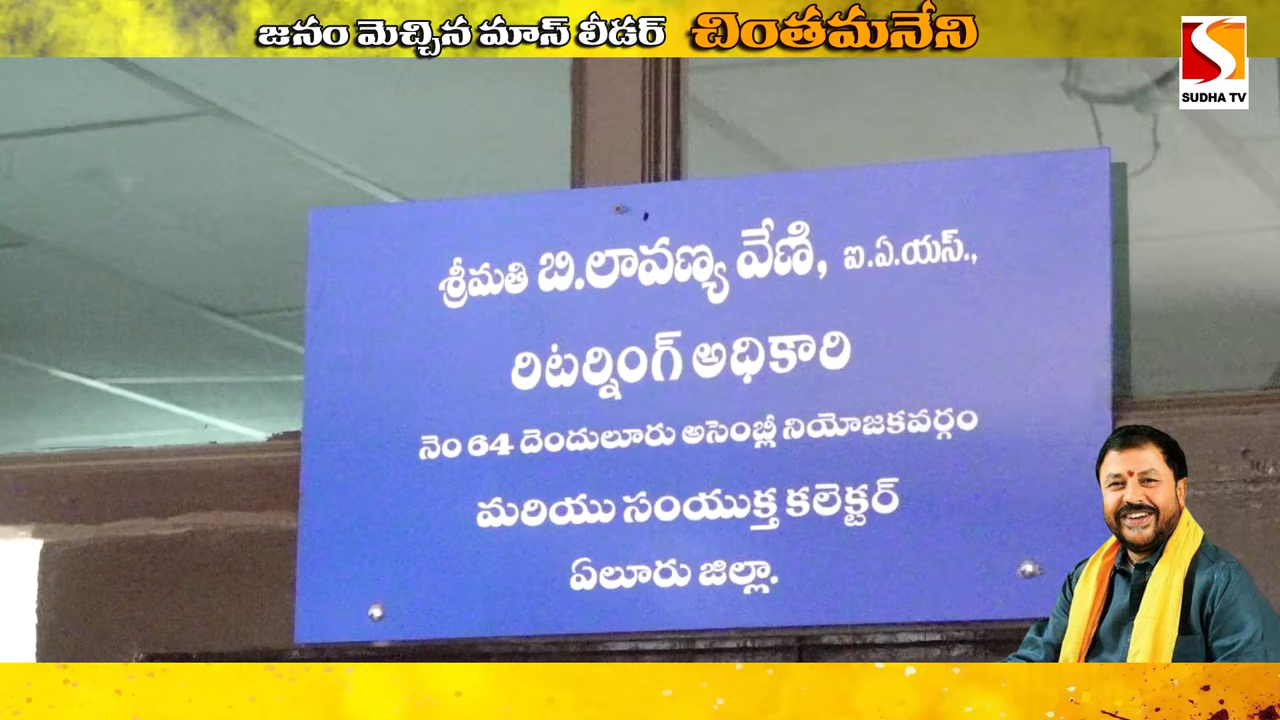 జనం మెచ్చిన మాస్ లీడర్ చింతమనేని
SUDHA TV
శ్రీమతి బి.లావణ్య వేణి, ఐ.ఏ.యస్.,
రిటర్నింగ్ అధికారి
నెం 64 దెందులూరు అసెంబ్లీ నియోజకవర్గం
మరియు సంయుక్త కలెక్టర్
ఏలూరు జిల్లా.